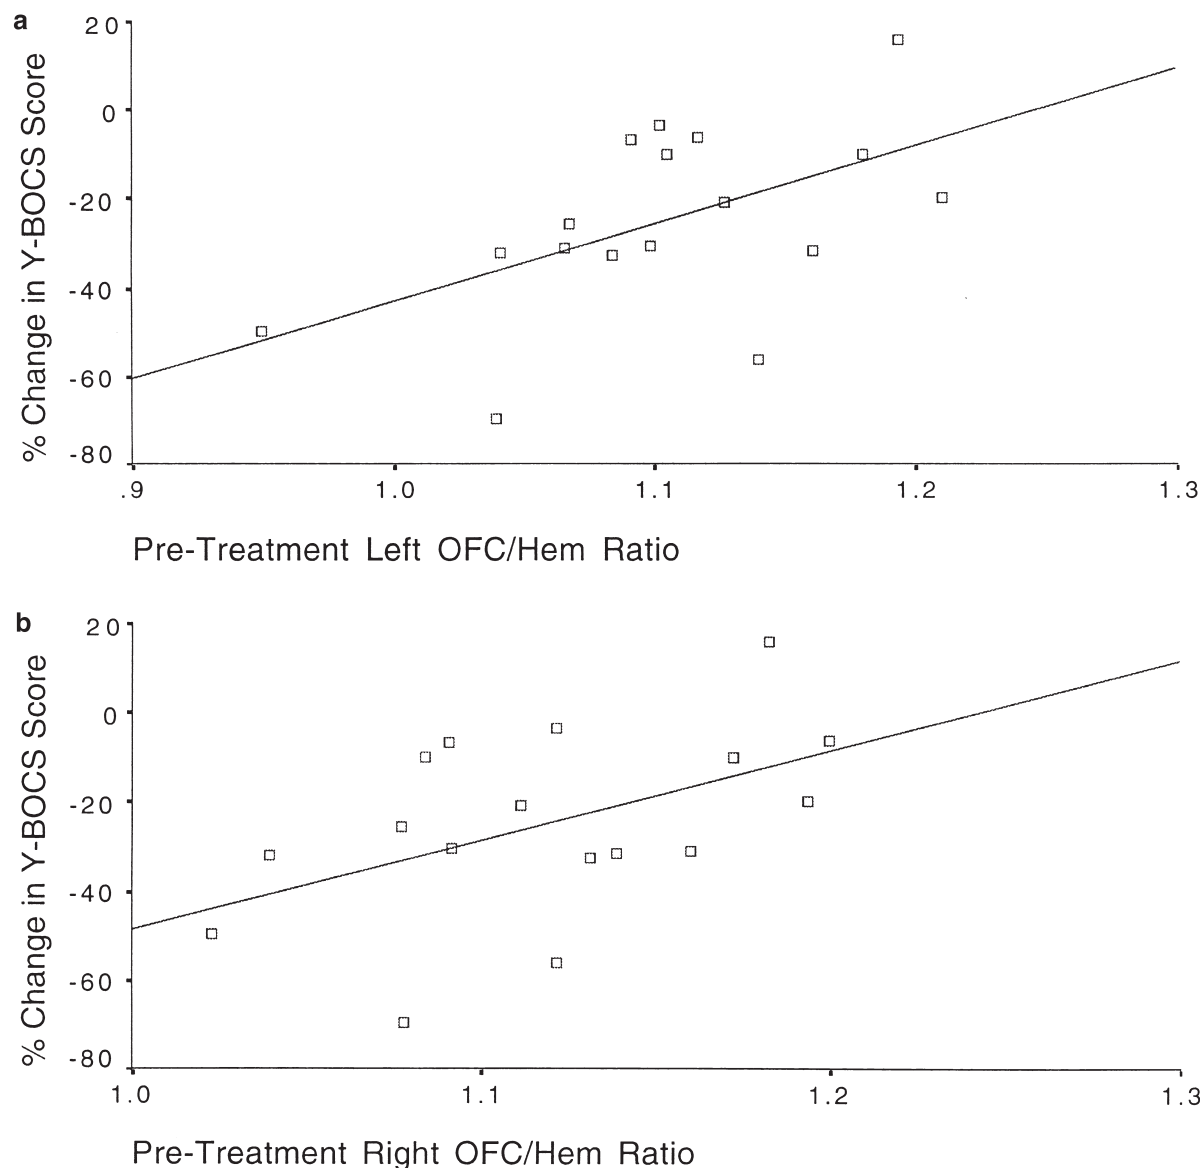 a
% Change in Y-BOCS Score
20
0
-20
-40
-60
-80
.9 1.0 1.1 1.2 1.3
Pre-Treatment Left OFC/Hem Ratio
b
% Change in Y-BOCS Score
20
0
-20
-40
-60
-80
1.0 1.1 1.2 1.3
Pre-Treatment Right OFC/Hem Ratio